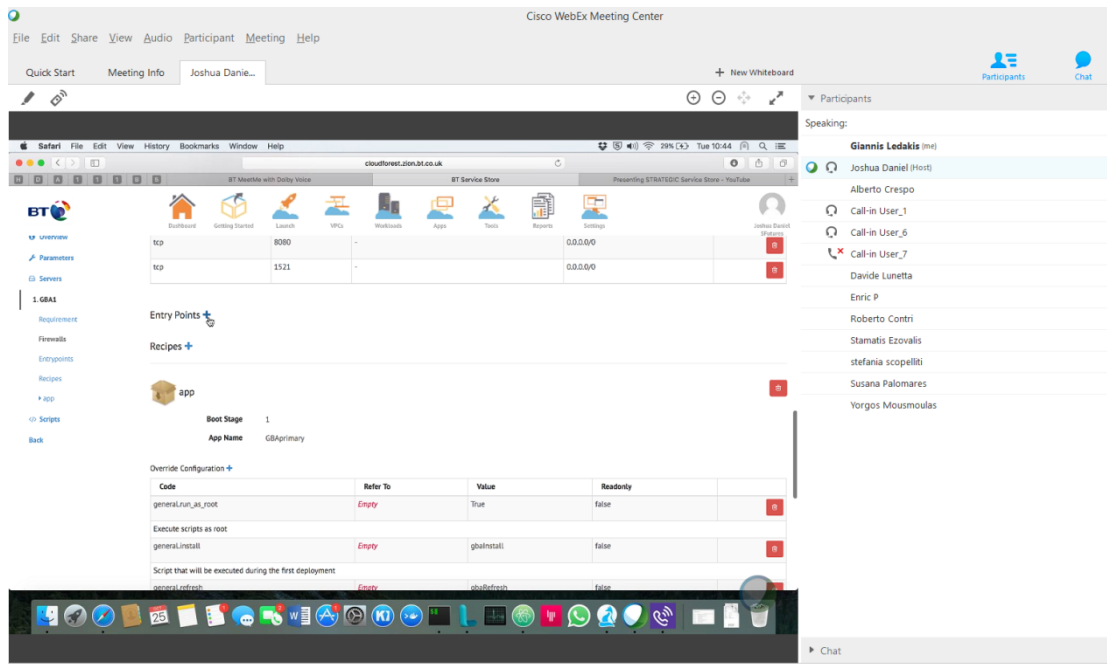 Cisco WebEx Meeting Center
File Edit Share View Audio Participant Meeting Help
Quick Start Meeting Info Joshua Danie... + New Whiteboard
Participants Chat
Participants
Speaking:
Giannis Ledakis (me)
Joshua Daniel (Host)
Alberto Crespo
Call-in User_1
Call-in User_6
Call-in User_7
Davide Lunetta
Enric P
Roberto Contri
Stamatis Ezovalis
stefania scopelliti
Susana Palomares
Yorgos Mousmoulas
Chat
Safari File Edit View History Bookmarks Window Help 29% Tue 10:44
cloudforest.zion.bt.co.uk
BT MeetMe with Dolby Voice BT Service Store Presenting STRATEGIC Service Store - YouTube
BT
Dashboard Getting Started Launch VPCs Workloads Apps Tools Reports Settings Joshua Daniel
Overview
Parameters
Servers
1. GBA1
Requirement
Firewalls
Entrypoints
Recipes
app
Scripts
Back
tcp 8080 - 0.0.0.0/0
tcp 1521 - 0.0.0.0/0
Entry Points +
Recipes +
app
Boot Stage 1
App Name GBAprimary
Override Configuration +
Code Refer To Value Readonly
general.run_as_root Empty True false
Execute scripts as root
general.install Empty gbaInstall false
Script that will be executed during the first deployment
general.refresh Empty gbaRefresh false
25